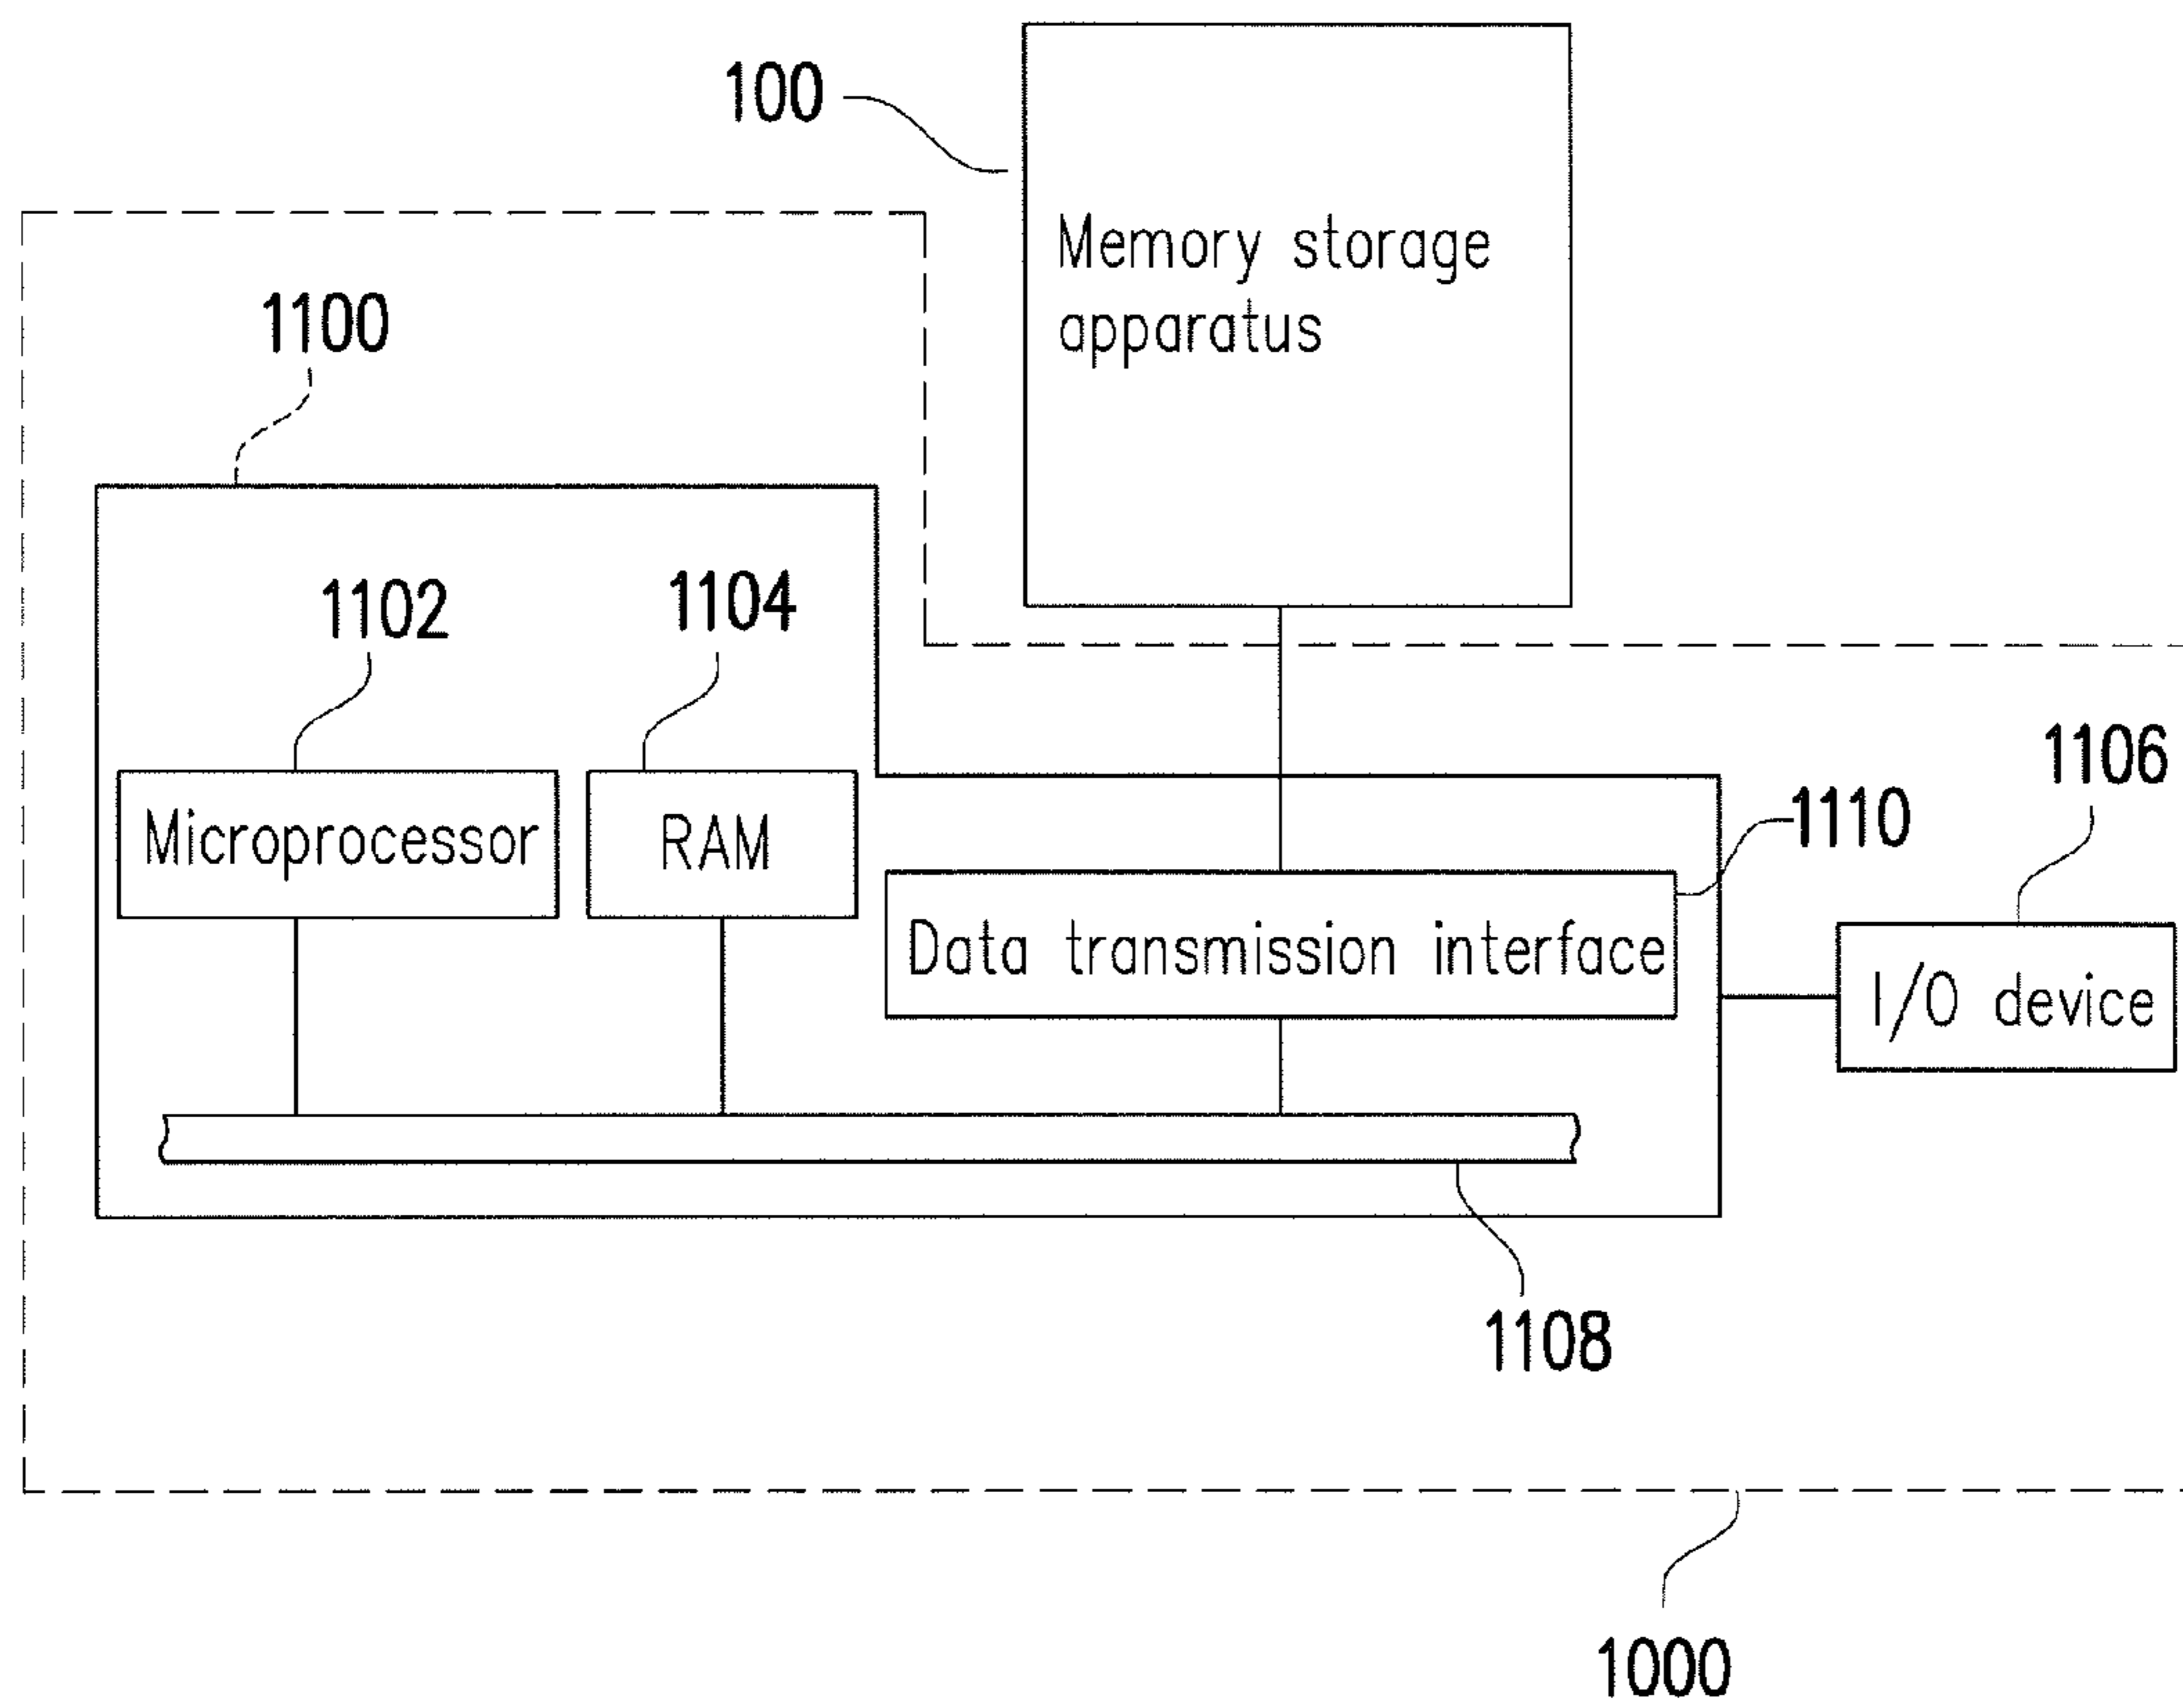 100
Memory storage
apparatus
1100
1102
1104
1106
1110
Microprocessor
RAM
Data transmission interface
I/O device
1108
1000